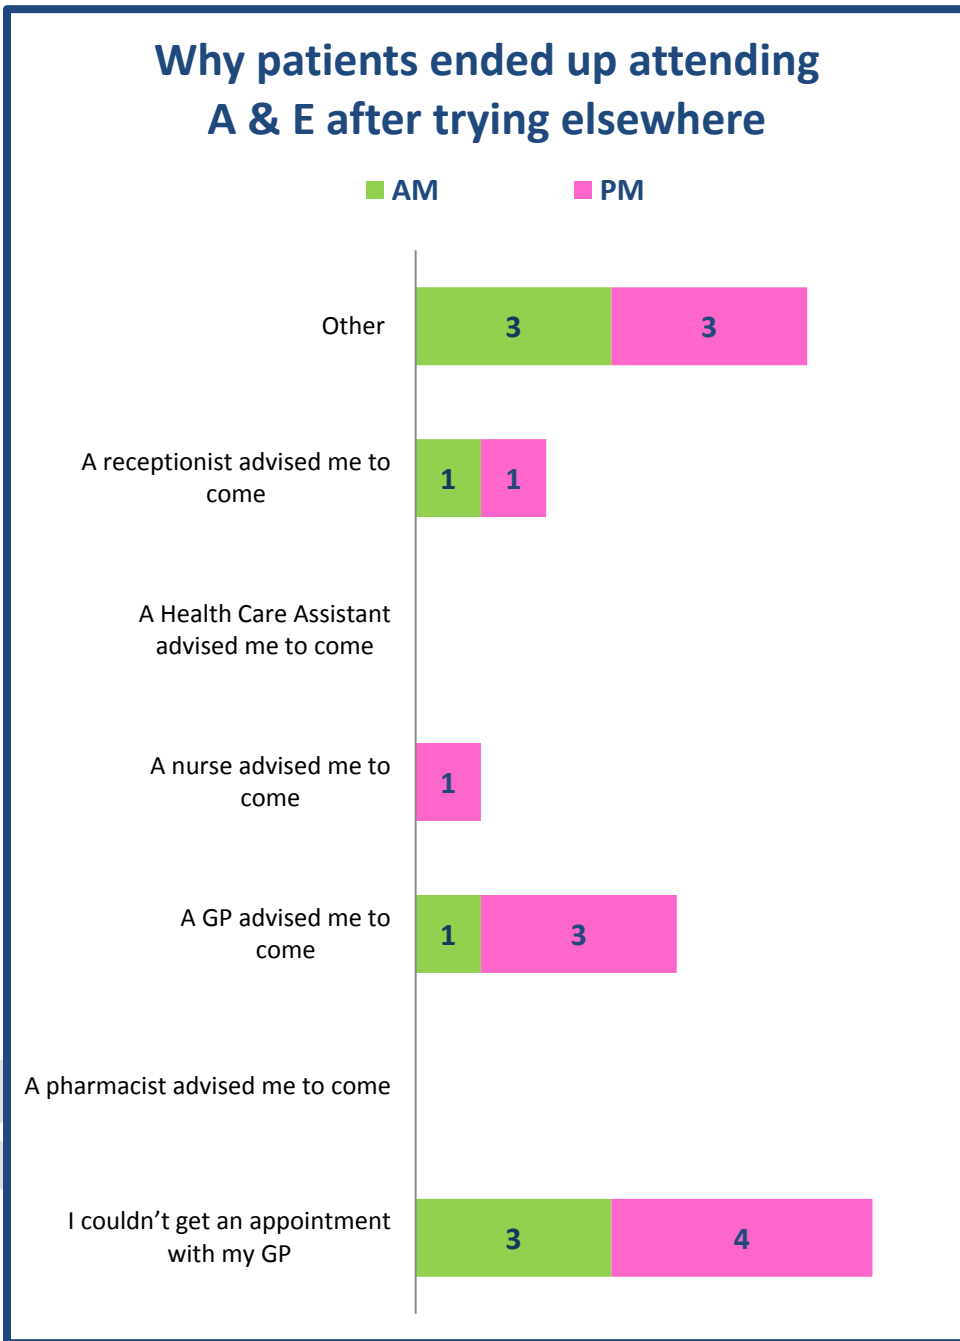 Why patients ended up attending
A & E after trying elsewhere
AM PM
Other 3 3
A receptionist advised me to
come
1 1
A Health Care Assistant
advised me to come
A nurse advised me to
come
1
A GP advised me to
come
1 3
A pharmacist advised me to come
I couldn’t get an appointment
with my GP
3 4